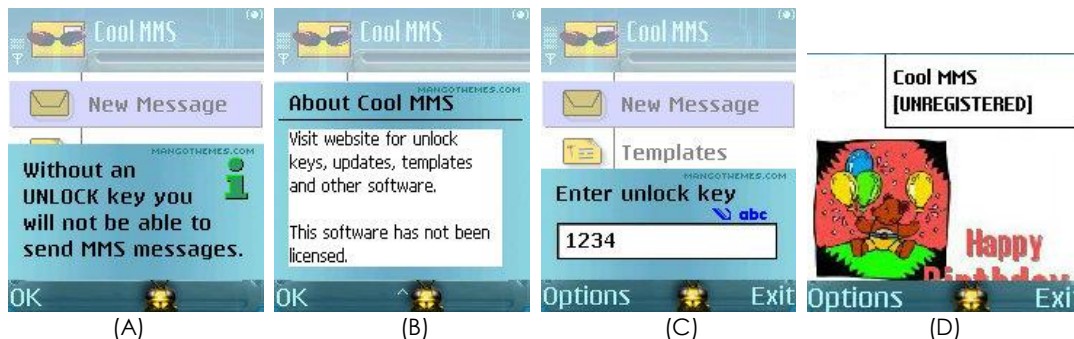 Cool MMS
New Message
MANGOTHEMES.COM
Without an
UNLOCK key you
will not be able to
send MMS messages.
OK
(A)
Cool MMS
MANGOTHEMES.COM
About Cool MMS
Visit website for unlock
keys, updates, templates
and other software.
This software has not been
licensed.
OK
(B)
Cool MMS
New Message
Templates
MANGOTHEMES.COM
Enter unlock key
abc
1234
Options Exit
(C)
Cool MMS
[UNREGISTERED]
Happy
Birthday
Options Exi
(D)